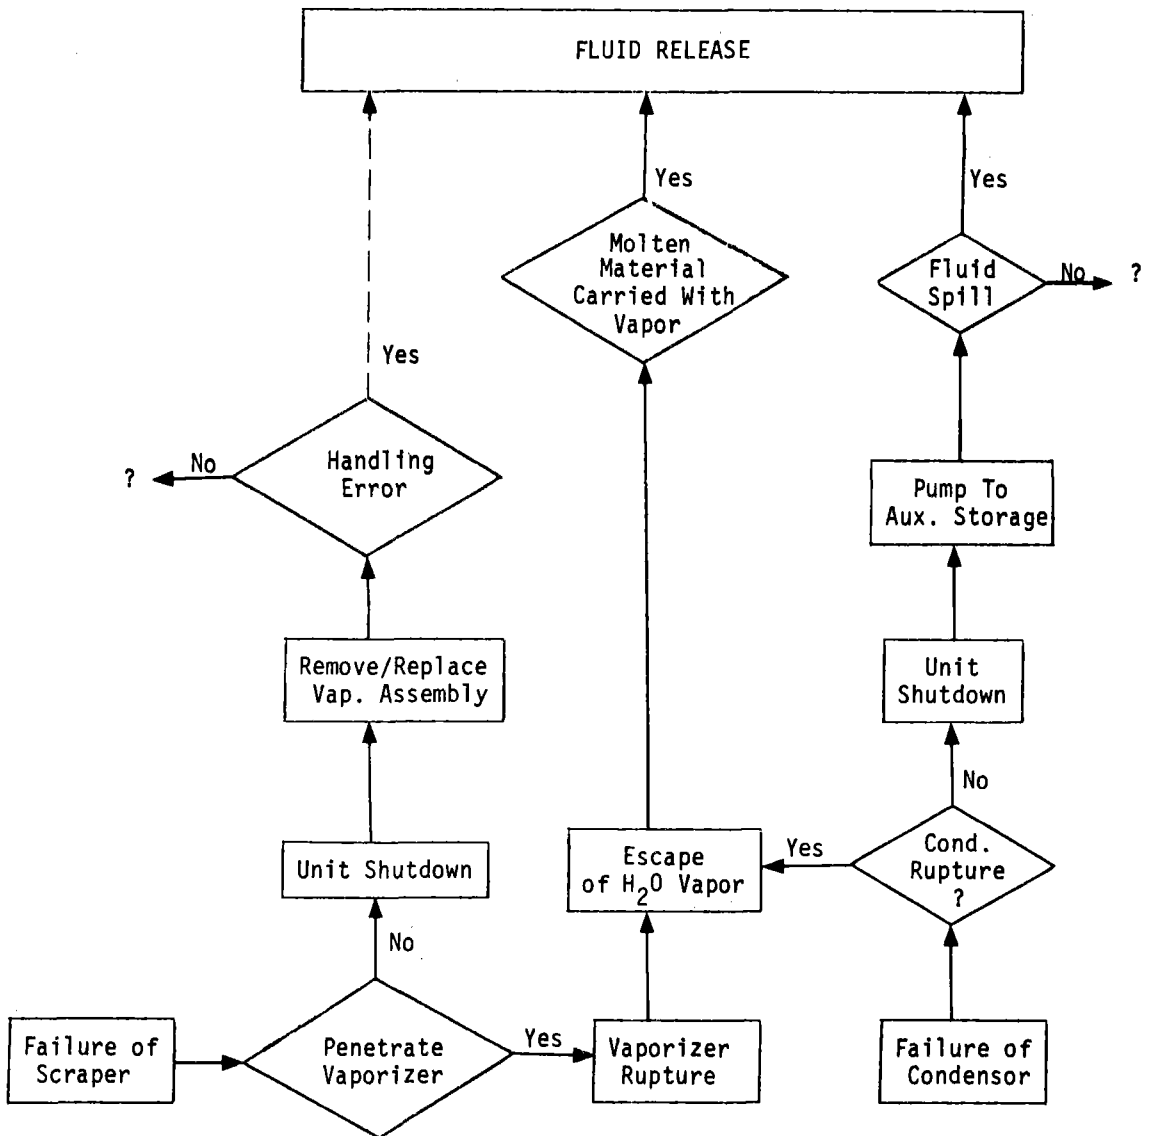 FLUID RELEASE
Yes
Yes
Molten
Material
Carried With
Vapor
Fluid
Spill
No
?
Yes
Handling
Error
No
?
Pump To
Aux. Storage
Remove/Replace
Vap. Assembly
Unit
Shutdown
No
Unit Shutdown
Escape
of H2O Vapor
Yes
Cond.
Rupture
?
No
Failure of
Scraper
Penetrate
Vaporizer
Yes
Vaporizer
Rupture
Failure of
Condensor